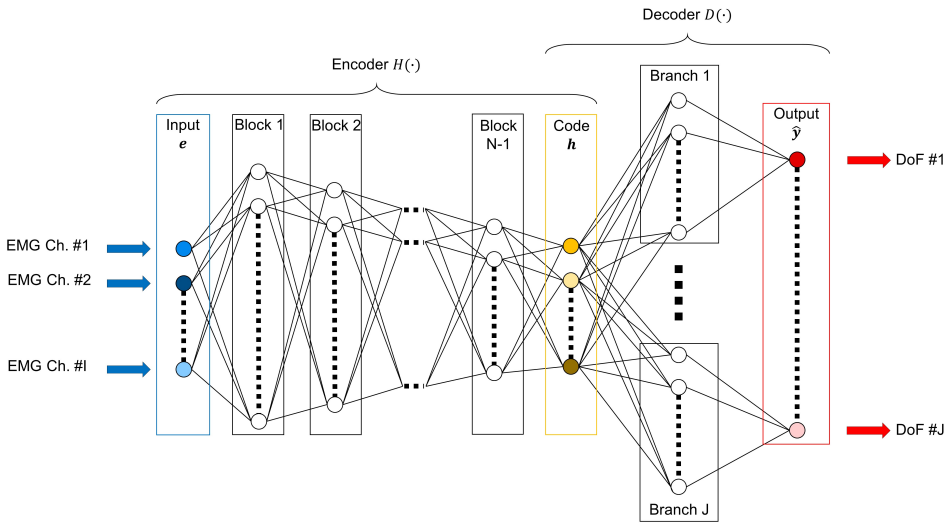 Decoder D(·)
Encoder H(·)
Branch 1
Input
e
Block 1
Block 2
Block
N-1
Code
h
Output
ŷ
EMG Ch. #1
EMG Ch. #2
EMG Ch. #I
DoF #1
DoF #J
Branch J